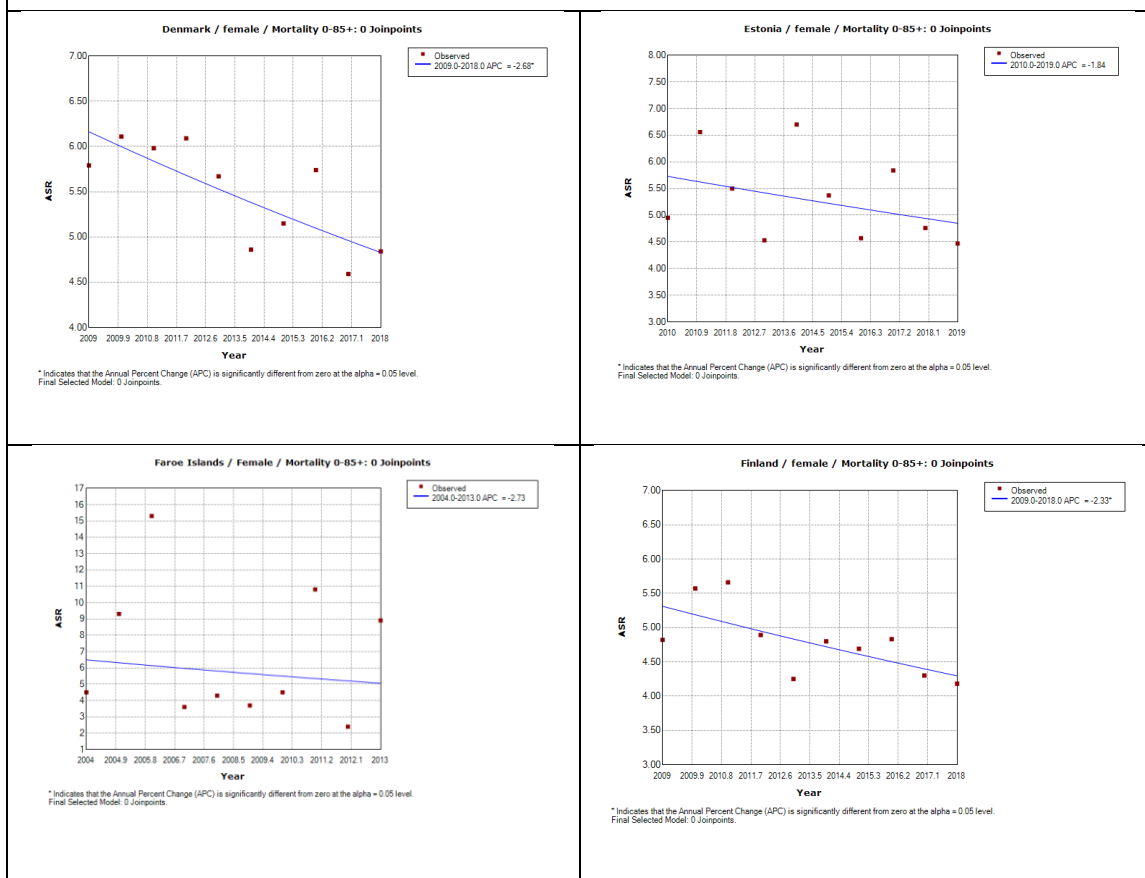 Denmark / female / Mortality 0-85+: 0 Joinpoints
Observed
2009.0-2018.0 APC = -2.68*
7.00
6.50
6.00
5.50
5.00
4.50
4.00
ASR
2009 2009.9 2010.8 2011.7 2012.6 2013.5 2014.4 2015.3 2016.2 2017.1 2018
Year
* Indicates that the Annual Percent Change (APC) is significantly different from zero at the alpha = 0.05 level.
Final Selected Model: 0 Joinpoints.
Estonia / female / Mortality 0-85+: 0 Joinpoints
Observed
2010.0-2019.0 APC = -1.84
8.00
7.50
7.00
6.50
6.00
5.50
5.00
4.50
4.00
3.50
3.00
ASR
2010 2010.9 2011.8 2012.7 2013.6 2014.5 2015.4 2016.3 2017.2 2018.1 2019
Year
* Indicates that the Annual Percent Change (APC) is significantly different from zero at the alpha = 0.05 level.
Final Selected Model: 0 Joinpoints.
Faroe Islands / Female / Mortality 0-85+: 0 Joinpoints
Observed
2004.0-2013.0 APC = -2.73
17
16
15
14
13
12
11
10
9
8
7
6
5
4
3
2
1
ASR
2004 2004.9 2005.8 2006.7 2007.6 2008.5 2009.4 2010.3 2011.2 2012.1 2013
Year
* Indicates that the Annual Percent Change (APC) is significantly different from zero at the alpha = 0.05 level.
Final Selected Model: 0 Joinpoints.
Finland / female / Mortality 0-85+: 0 Joinpoints
Observed
2009.0-2018.0 APC = -2.33*
7.00
6.50
6.00
5.50
5.00
4.50
4.00
3.50
3.00
ASR
2009 2009.9 2010.8 2011.7 2012.6 2013.5 2014.4 2015.3 2016.2 2017.1 2018
Year
* Indicates that the Annual Percent Change (APC) is significantly different from zero at the alpha = 0.05 level.
Final Selected Model: 0 Joinpoints.